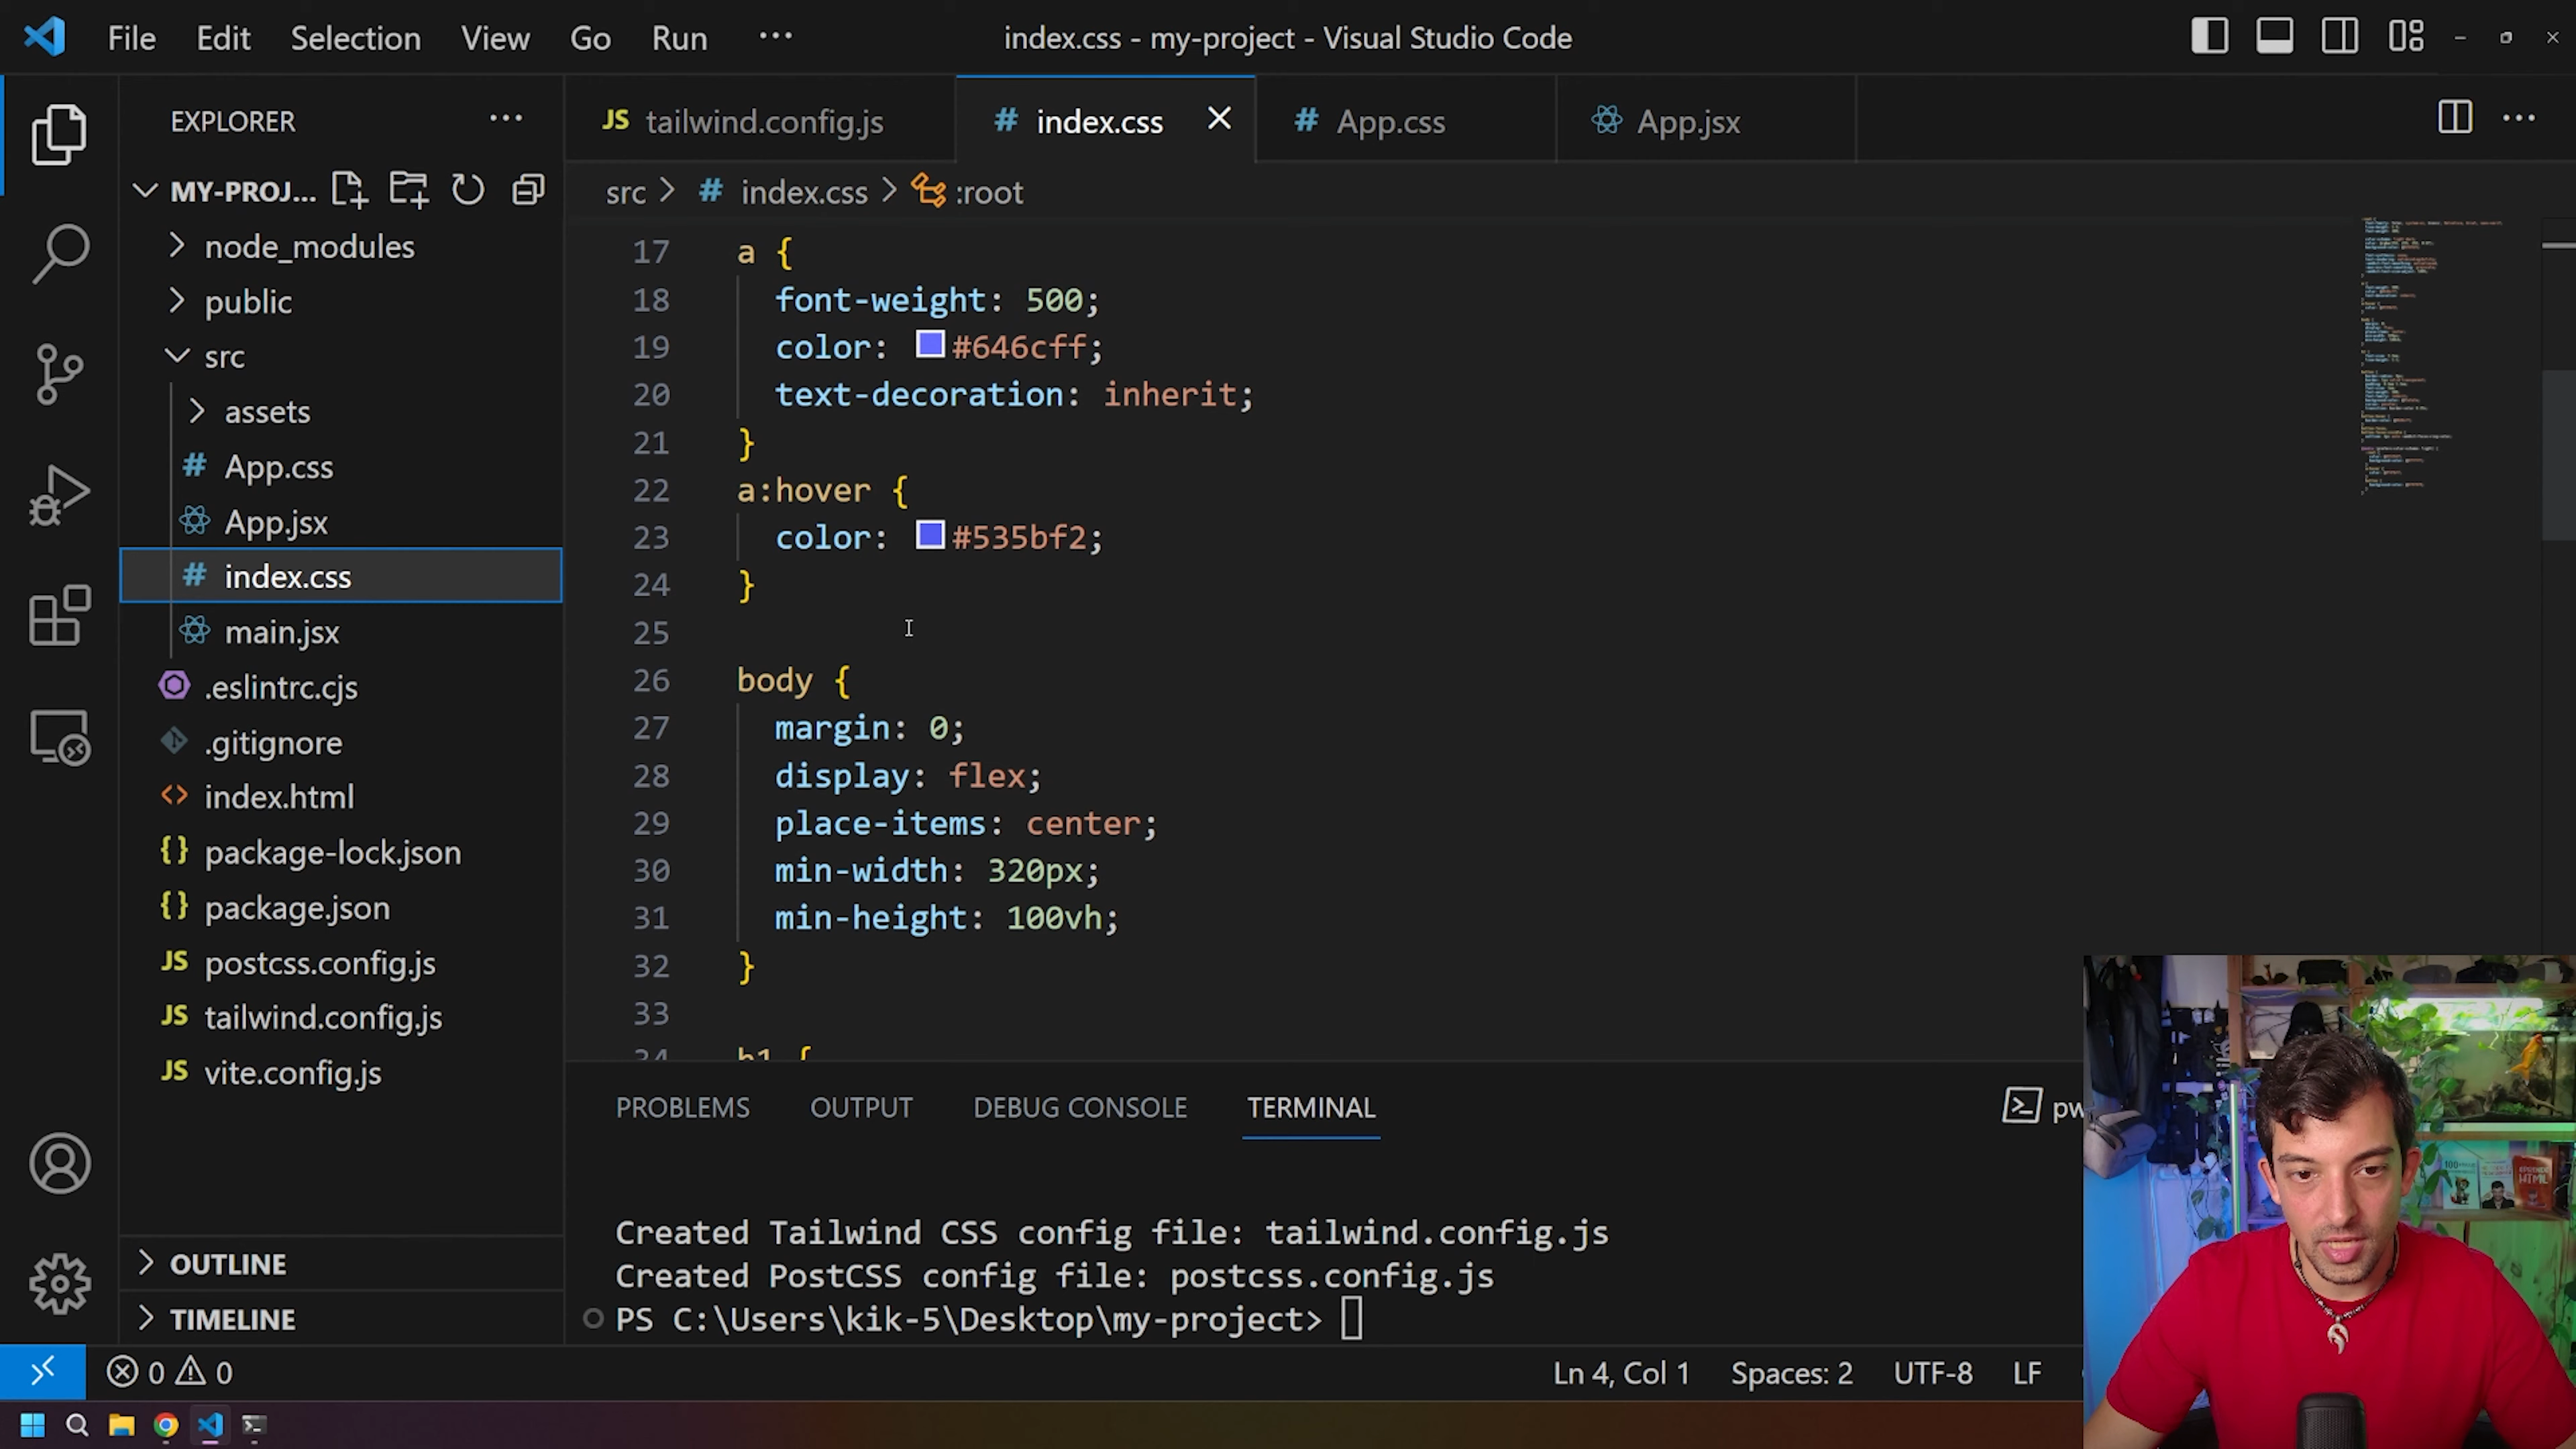 File Edit Selection View Go Run ···
index.css - my-project - Visual Studio Code
EXPLORER ···
JS tailwind.config.js
# index.css
# App.css
App.jsx
MY-PROJ...
src > # index.css > :root
node_modules
public
src
assets
# App.css
App.jsx
# index.css
main.jsx
.eslintrc.cjs
.gitignore
<> index.html
{} package-lock.json
{} package.json
JS postcss.config.js
JS tailwind.config.js
JS vite.config.js
OUTLINE
TIMELINE
17 a {
18 font-weight: 500;
19 color: #646cff;
20 text-decoration: inherit;
21 }
22 a:hover {
23 color: #535bf2;
24 }
25
26 body {
27 margin: 0;
28 display: flex;
29 place-items: center;
30 min-width: 320px;
31 min-height: 100vh;
32 }
33
34 h1 {
PROBLEMS OUTPUT DEBUG CONSOLE TERMINAL
Created Tailwind CSS config file: tailwind.config.js
Created PostCSS config file: postcss.config.js
PS C:\Users\kik-5\Desktop\my-project>
0 0
Ln 4, Col 1 Spaces: 2 UTF-8 LF
HTML